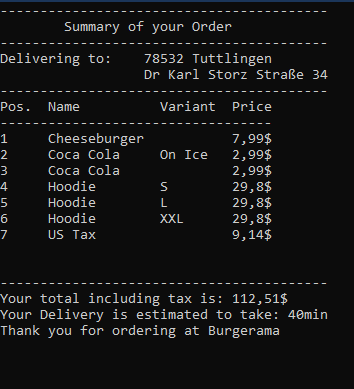 ----------------------------------------
Summary of your Order
----------------------------------------
Delivering to: 78532 Tuttlingen
Dr Karl Storz Straße 34
----------------------------------------
Pos. Name Variant Price
----------------------------------------
1 Cheeseburger 7,99$
2 Coca Cola On Ice 2,99$
3 Coca Cola 2,99$
4 Hoodie S 29,8$
5 Hoodie L 29,8$
6 Hoodie XXL 29,8$
7 US Tax 9,14$
----------------------------------------
Your total including tax is: 112,51$
Your Delivery is estimated to take: 40min
Thank you for ordering at Burgerama